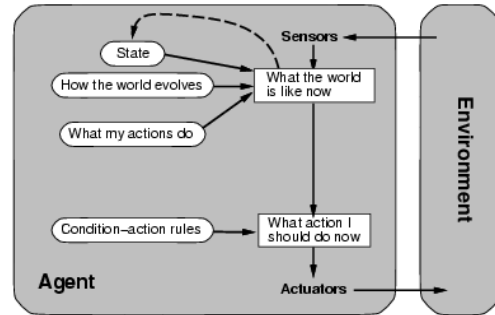 State
Sensors
How the world evolves
What the world
is like now
What my actions do
Condition–action rules
What action I
should do now
Agent
Actuators
Environment